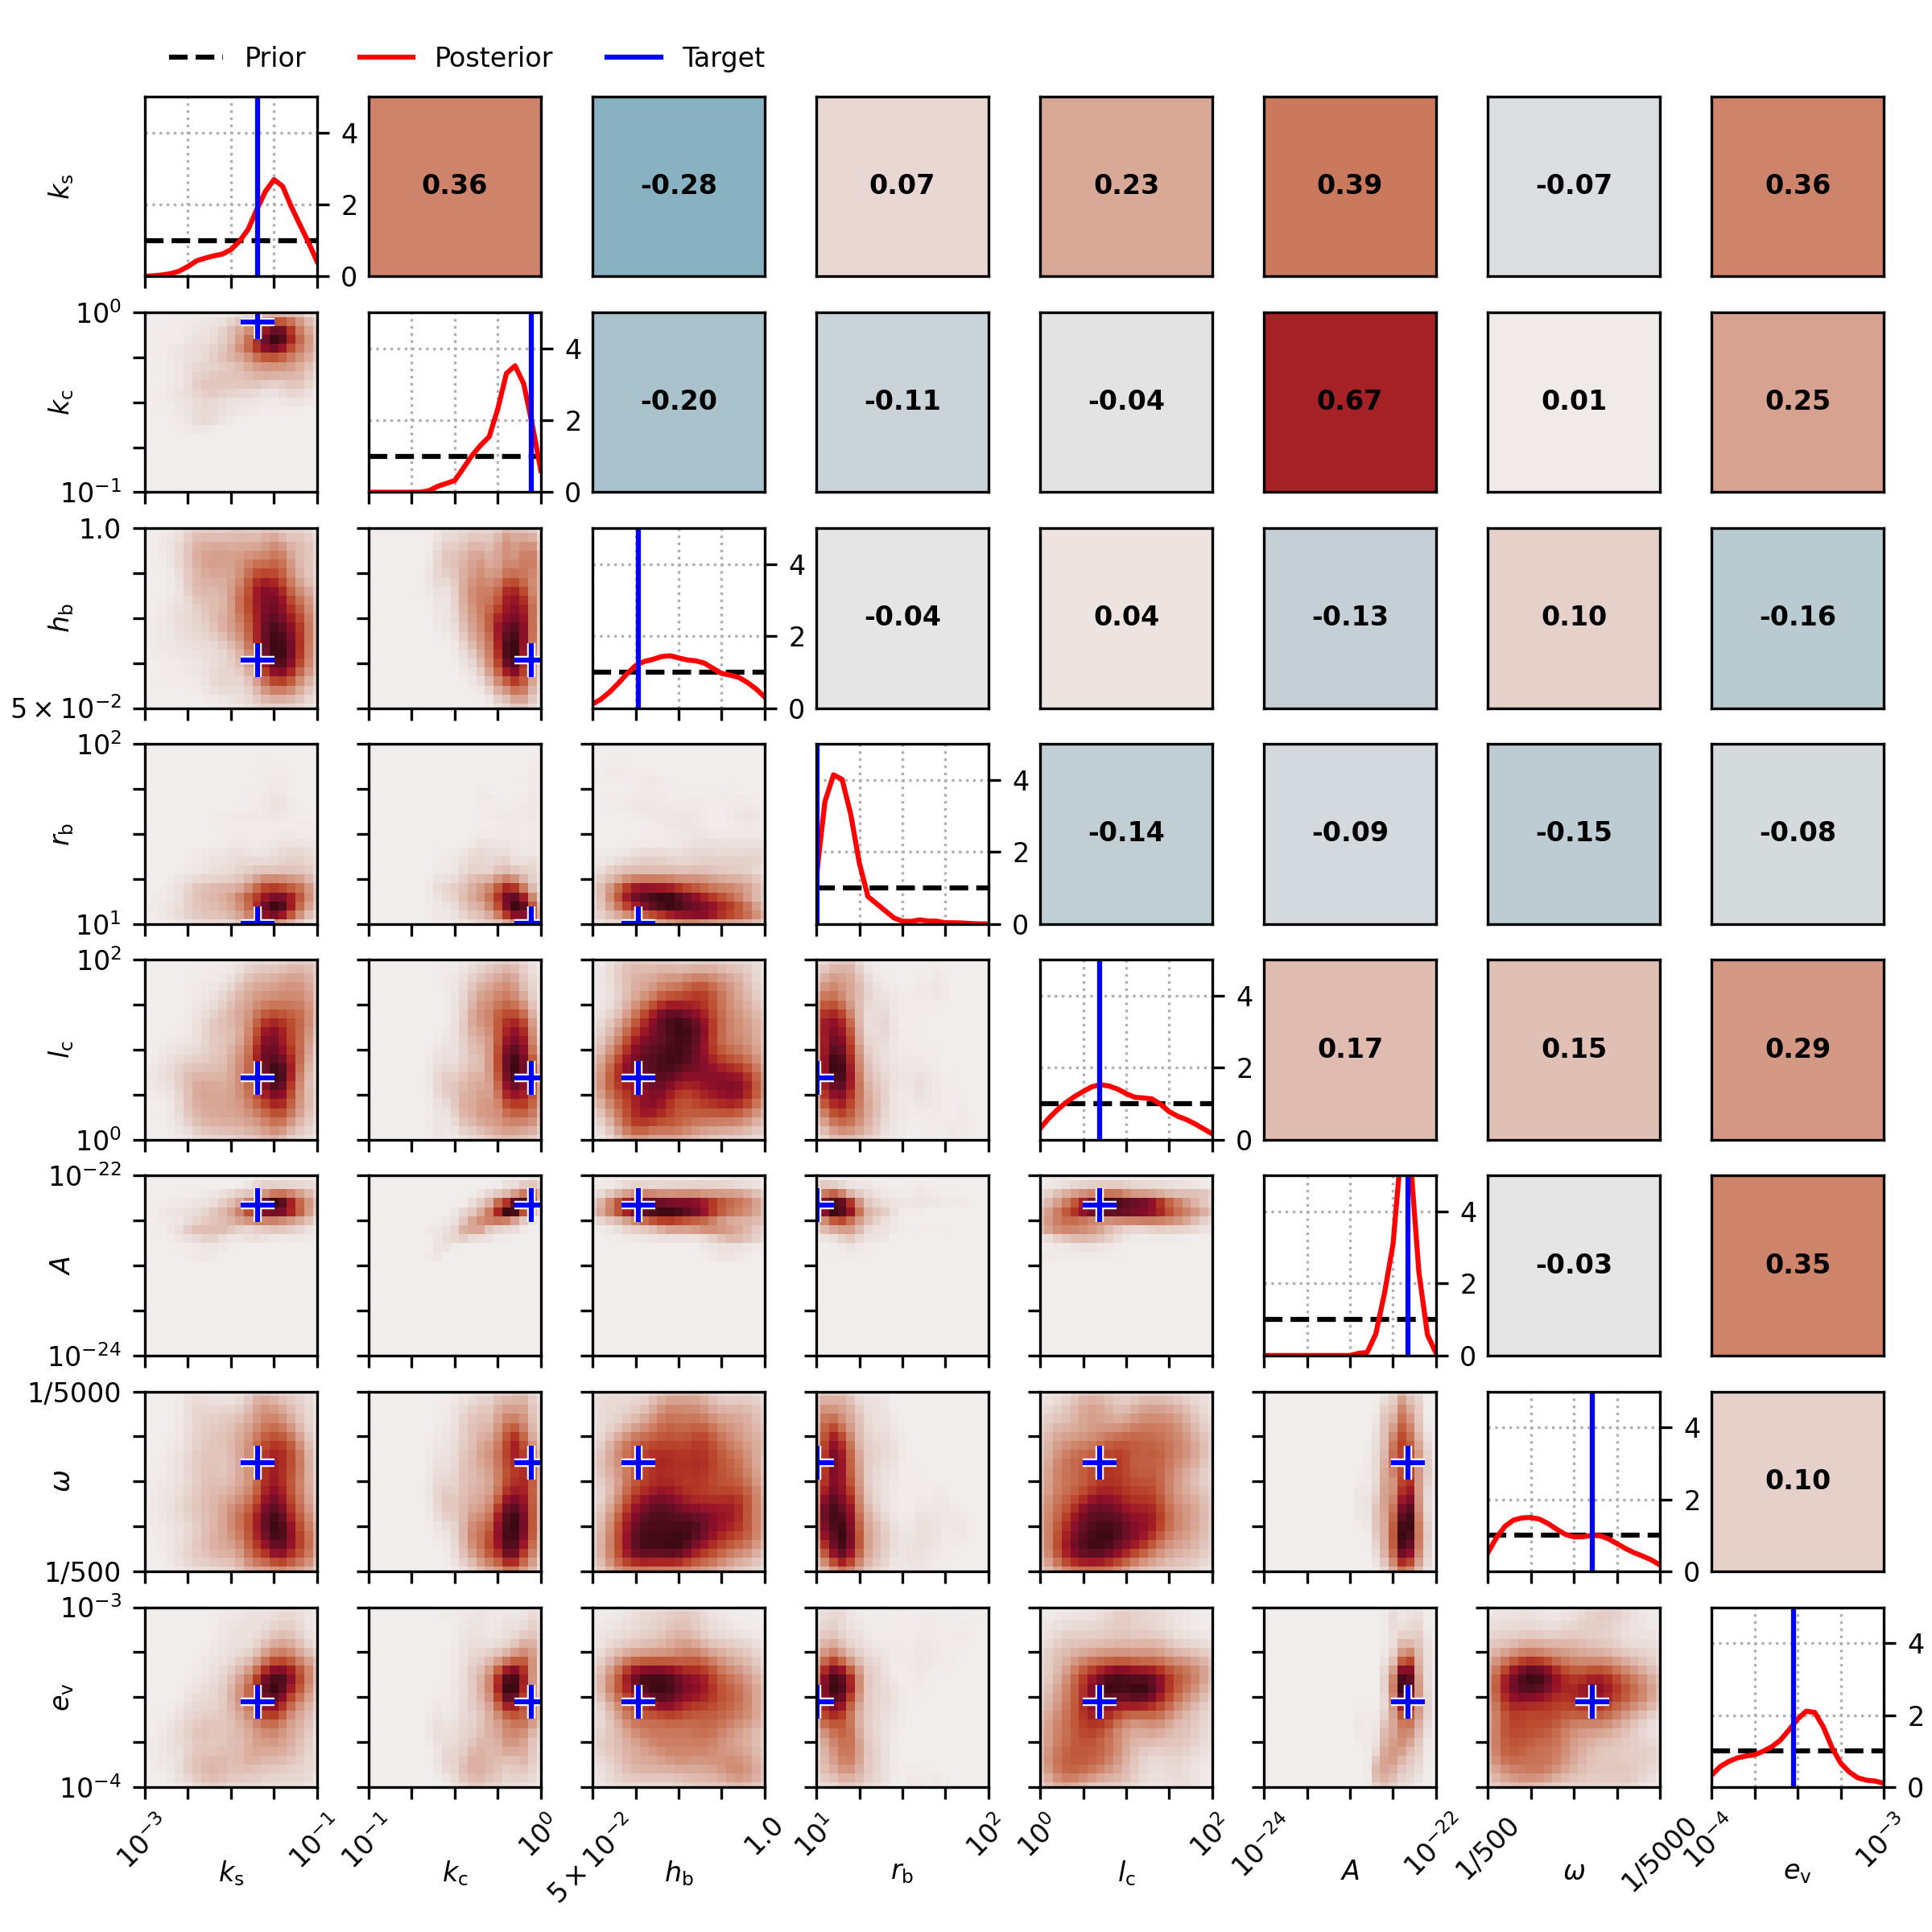 Prior Posterior Target
4
k_s 0.36 -0.28 0.07 0.23 0.39 -0.07 0.36
2
0
10^0
4
k_c -0.20 -0.11 -0.04 0.67 0.01 0.25
2
10^-1 0
1.0
4
h_b -0.04 0.04 -0.13 0.10 -0.16
2
5 × 10^-2 0
10^2
4
r_b -0.14 -0.09 -0.15 -0.08
2
10^1 0
10^2
4
l_c 0.17 0.15 0.29
2
10^0 0
10^-22
4
A -0.03 0.35
2
10^-24 0
1/5000
4
ω 0.10
2
1/500 0
10^-3
4
e_v
2
10^-4 0
10^-3 10^-1 10^-1 10^0 5 × 10^-2 1.0 10^1 10^2 10^0 10^2 10^-24 10^-22 1/500 1/5000 10^-4 10^-3
k_s k_c h_b r_b l_c A ω e_v